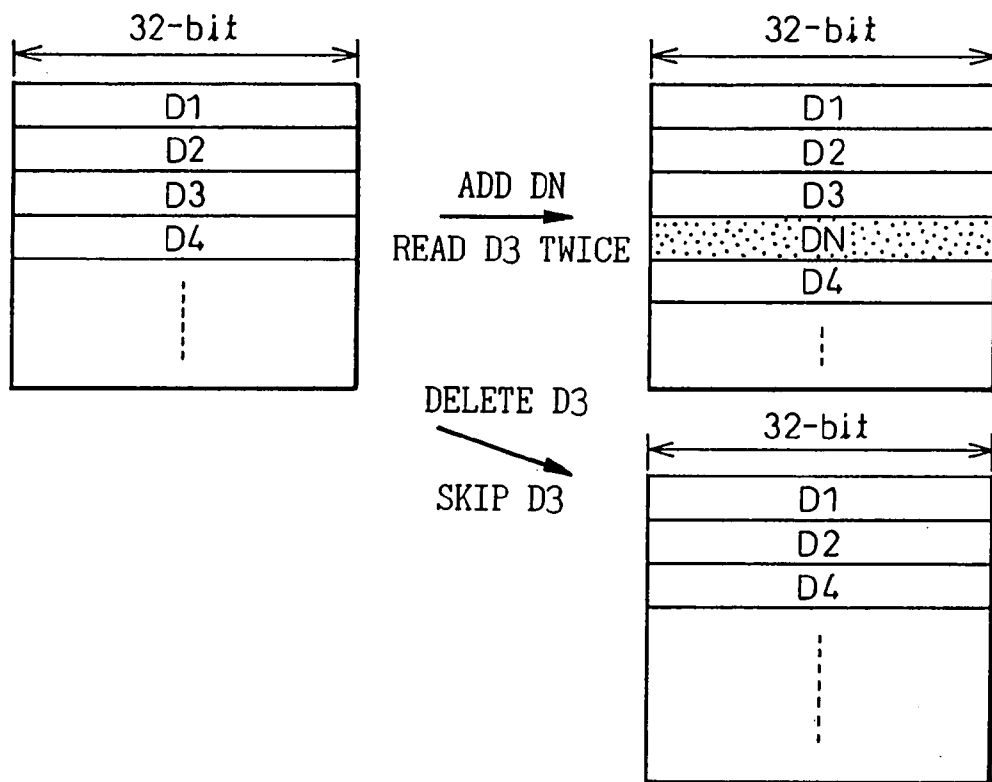 32-bit
D1
D2
D3
D4
ADD DN
READ D3 TWICE
32-bit
D1
D2
D3
DN
D4
DELETE D3
SKIP D3
32-bit
D1
D2
D4